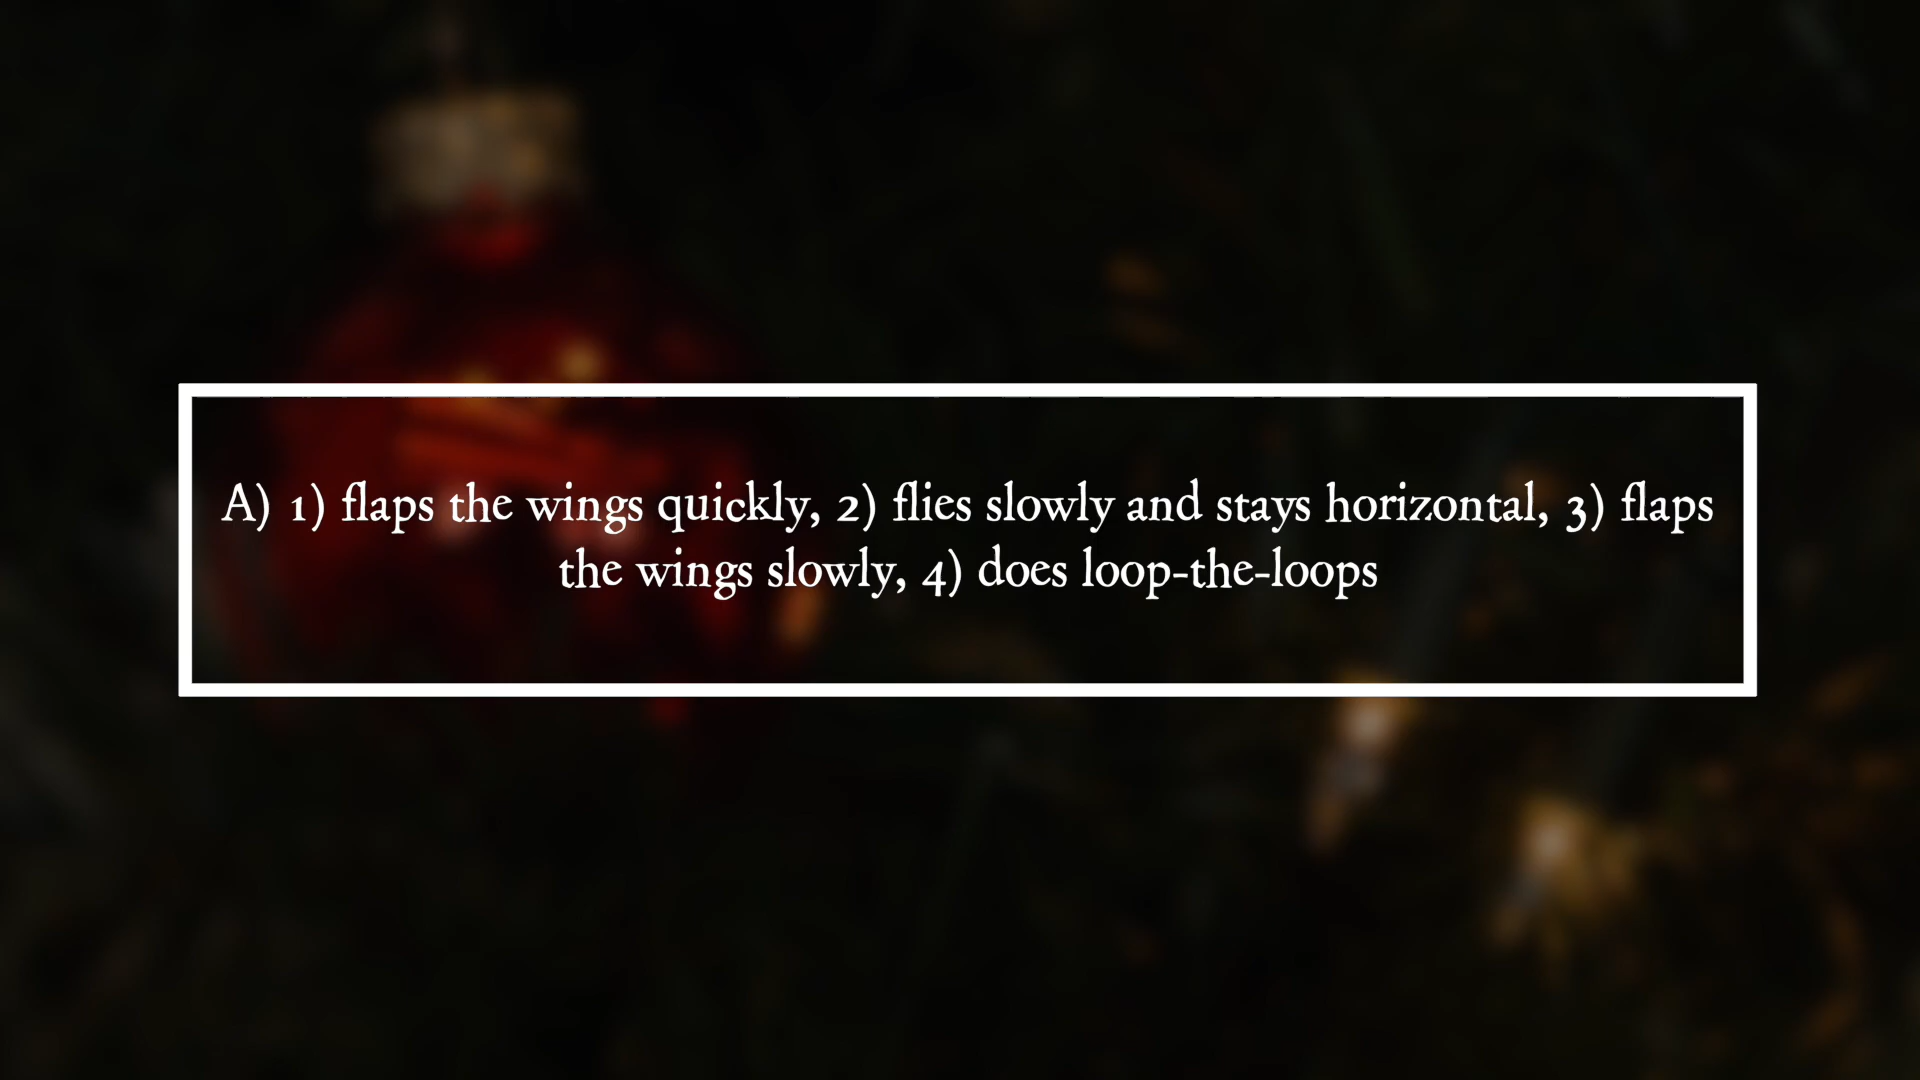 A) 1) flaps the wings quickly, 2) flies slowly and stays horizontal, 3) flaps
the wings slowly, 4) does loop-the-loops